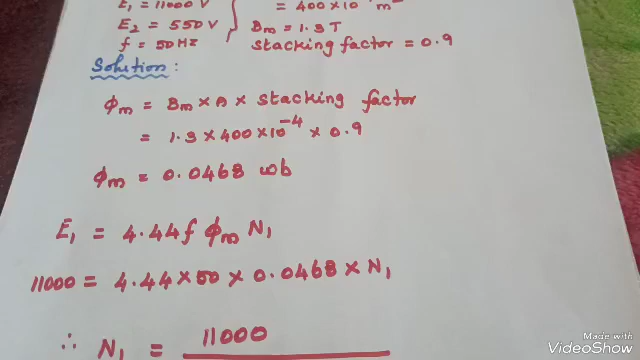 E₁ = 11000 V
= 400 × 10⁻⁴ m²
E₂ = 550 V
Bm = 1.3 T
f = 50 Hz
stacking factor = 0.9
Solution:
ϕm = Bm × A × stacking factor
= 1.3 × 400 × 10⁻⁴ × 0.9
ϕm = 0.0468 wb
E₁ = 4.44 f ϕm N₁
11000 = 4.44 × 50 × 0.0468 × N₁
∴ N₁ = 11000
Made with
VideoShow